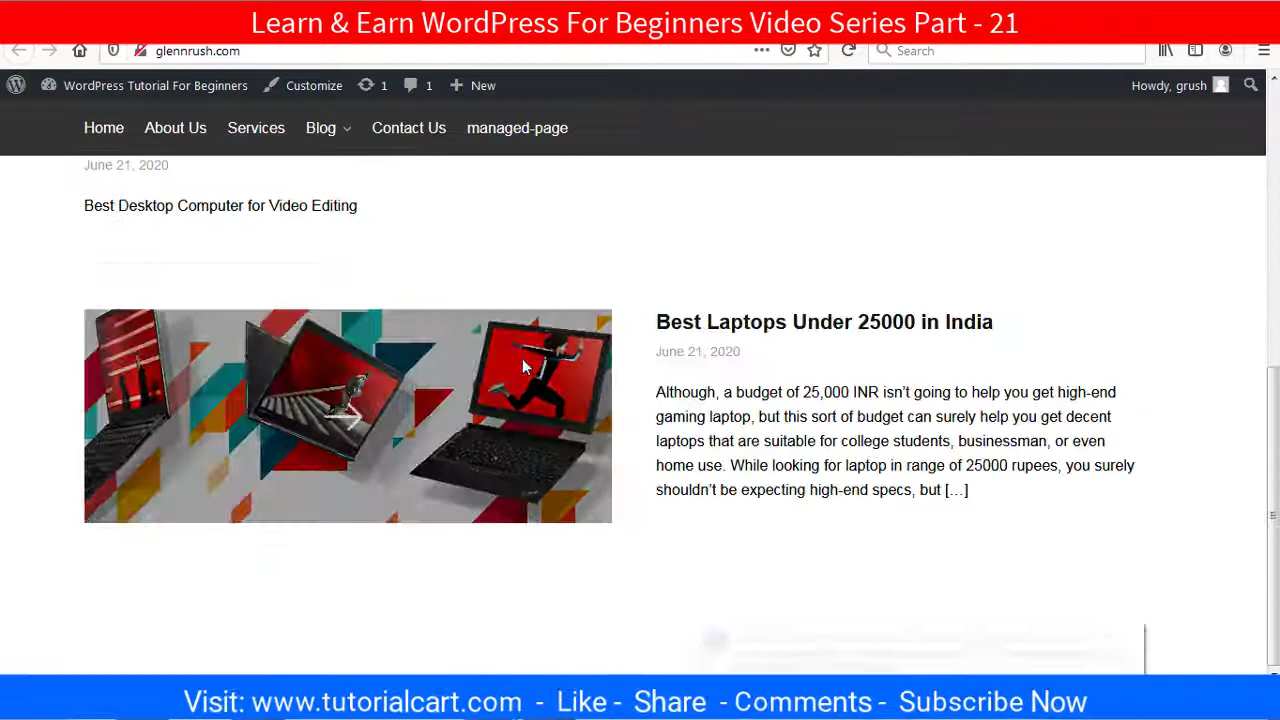 Learn & Earn WordPress For Beginners Video Series Part - 21
glennrush.com
Search
WordPress Tutorial For Beginners
Customize
1
1
New
Howdy, grush
Home
About Us
Services
Blog
Contact Us
managed-page
June 21, 2020
Best Desktop Computer for Video Editing
Best Laptops Under 25000 in India
June 21, 2020
Although, a budget of 25,000 INR isn’t going to help you get high-end
gaming laptop, but this sort of budget can surely help you get decent
laptops that are suitable for college students, businessman, or even
home use. While looking for laptop in range of 25000 rupees, you surely
shouldn’t be expecting high-end specs, but […]
Visit: www.tutorialcart.com - Like - Share - Comments - Subscribe Now